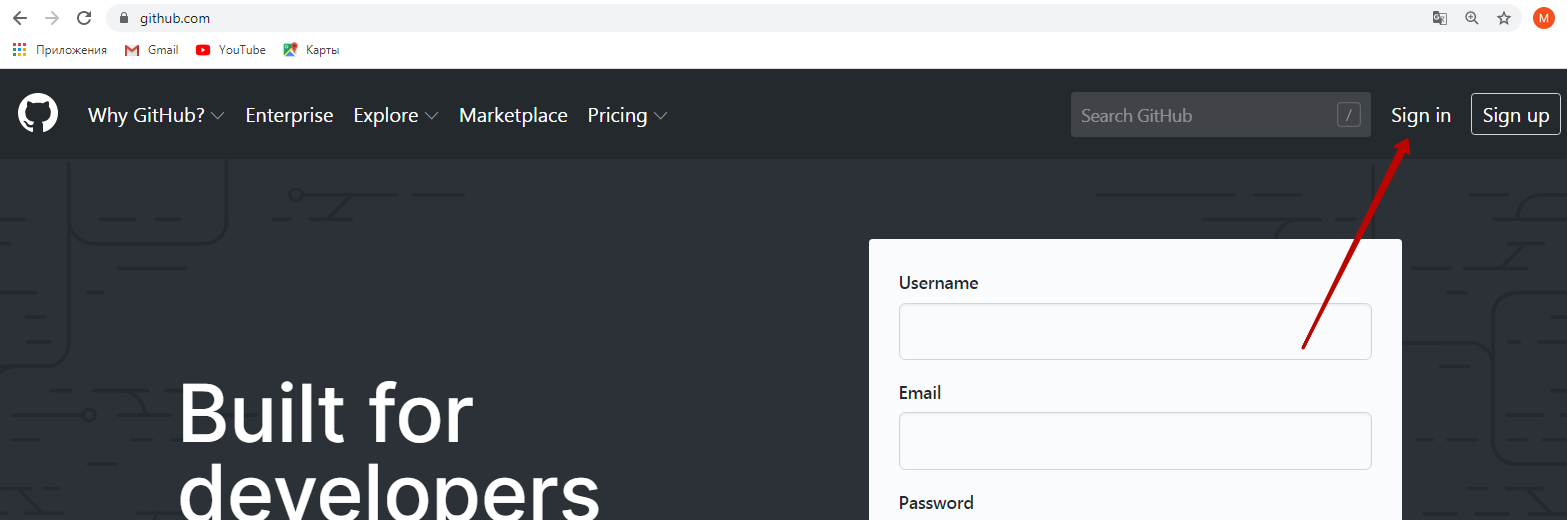 github.com
M
Приложения Gmail YouTube Карты
Why GitHub? Enterprise Explore Marketplace Pricing Search GitHub / Sign in Sign up
Username
Email
Built for
developers
Password